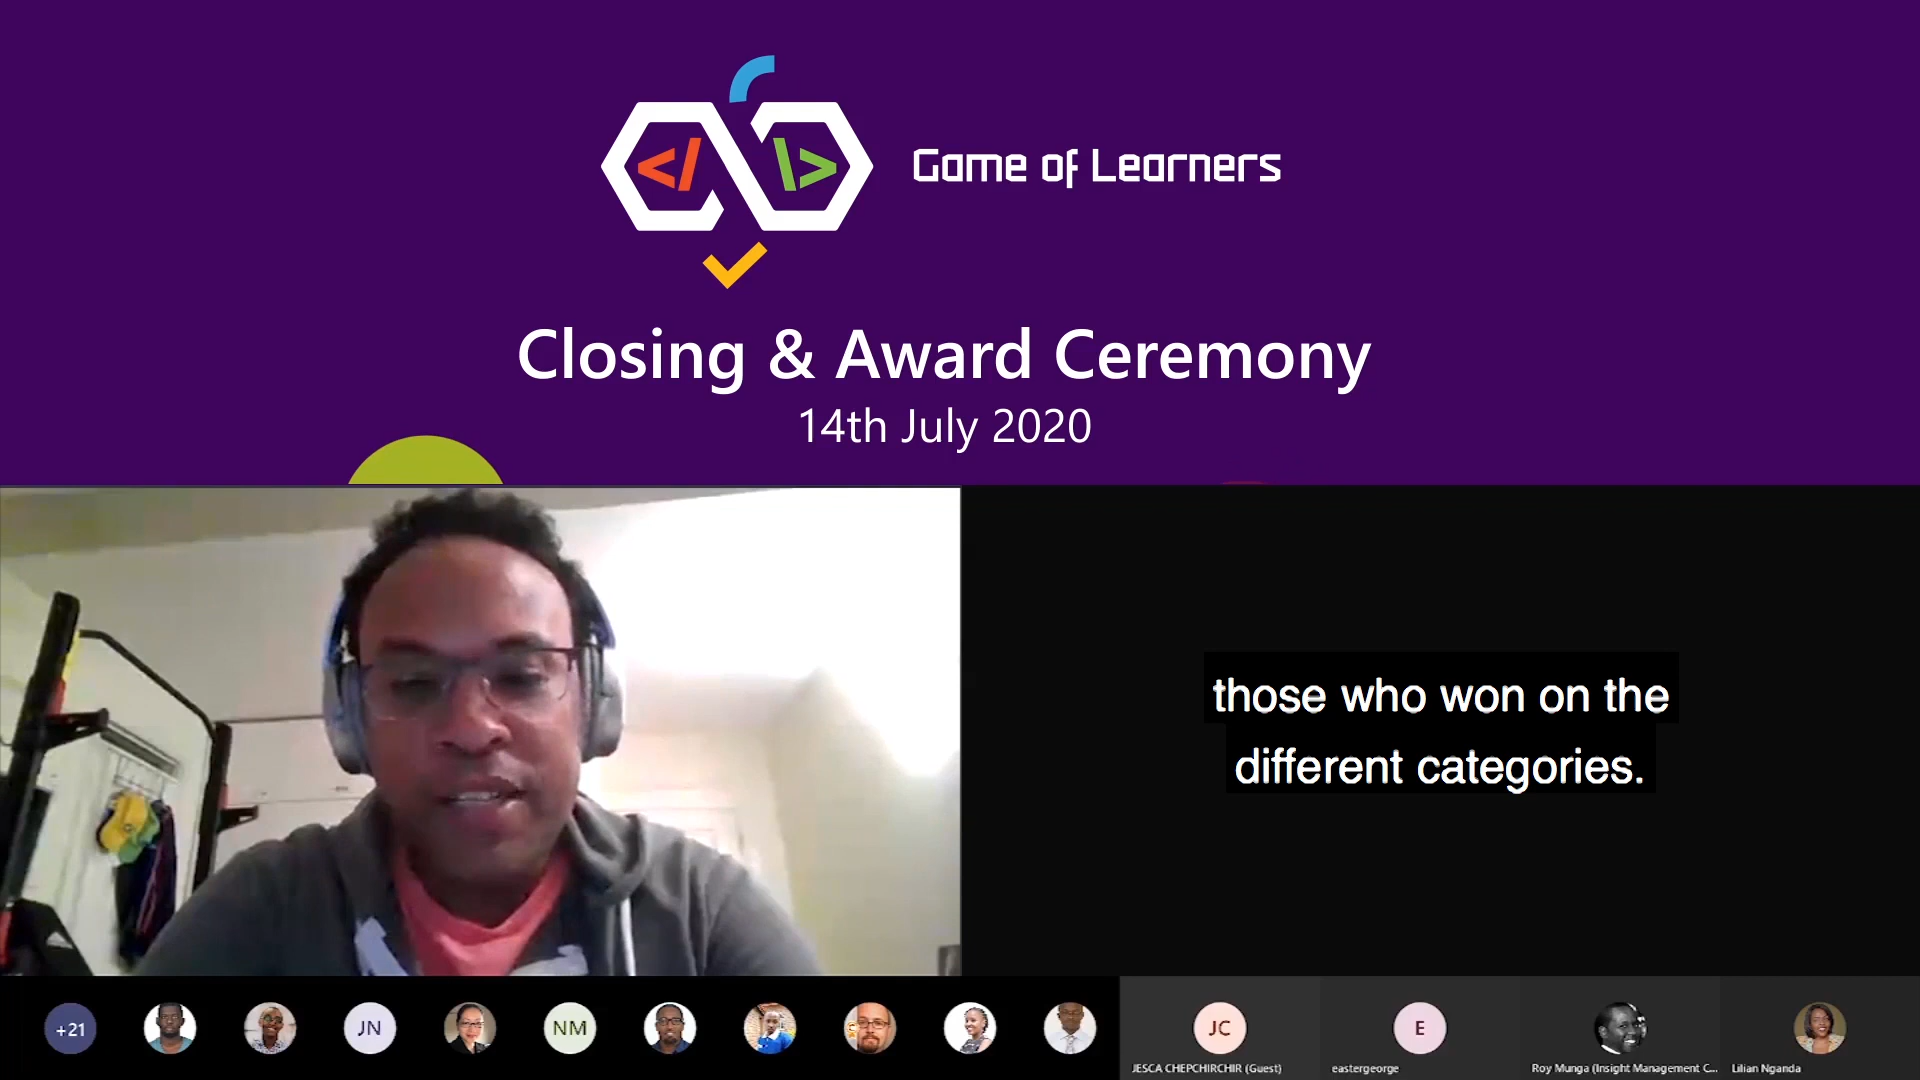 </ \>
Game of Learners
Closing & Award Ceremony
14th July 2020
those who won on the
different categories.
+21
JN
NM
JC
E
JESCA CHEPCHIRCHIR (Guest)
eastergeorge
Roy Munga (Insight Management C...
Lilian Nganda